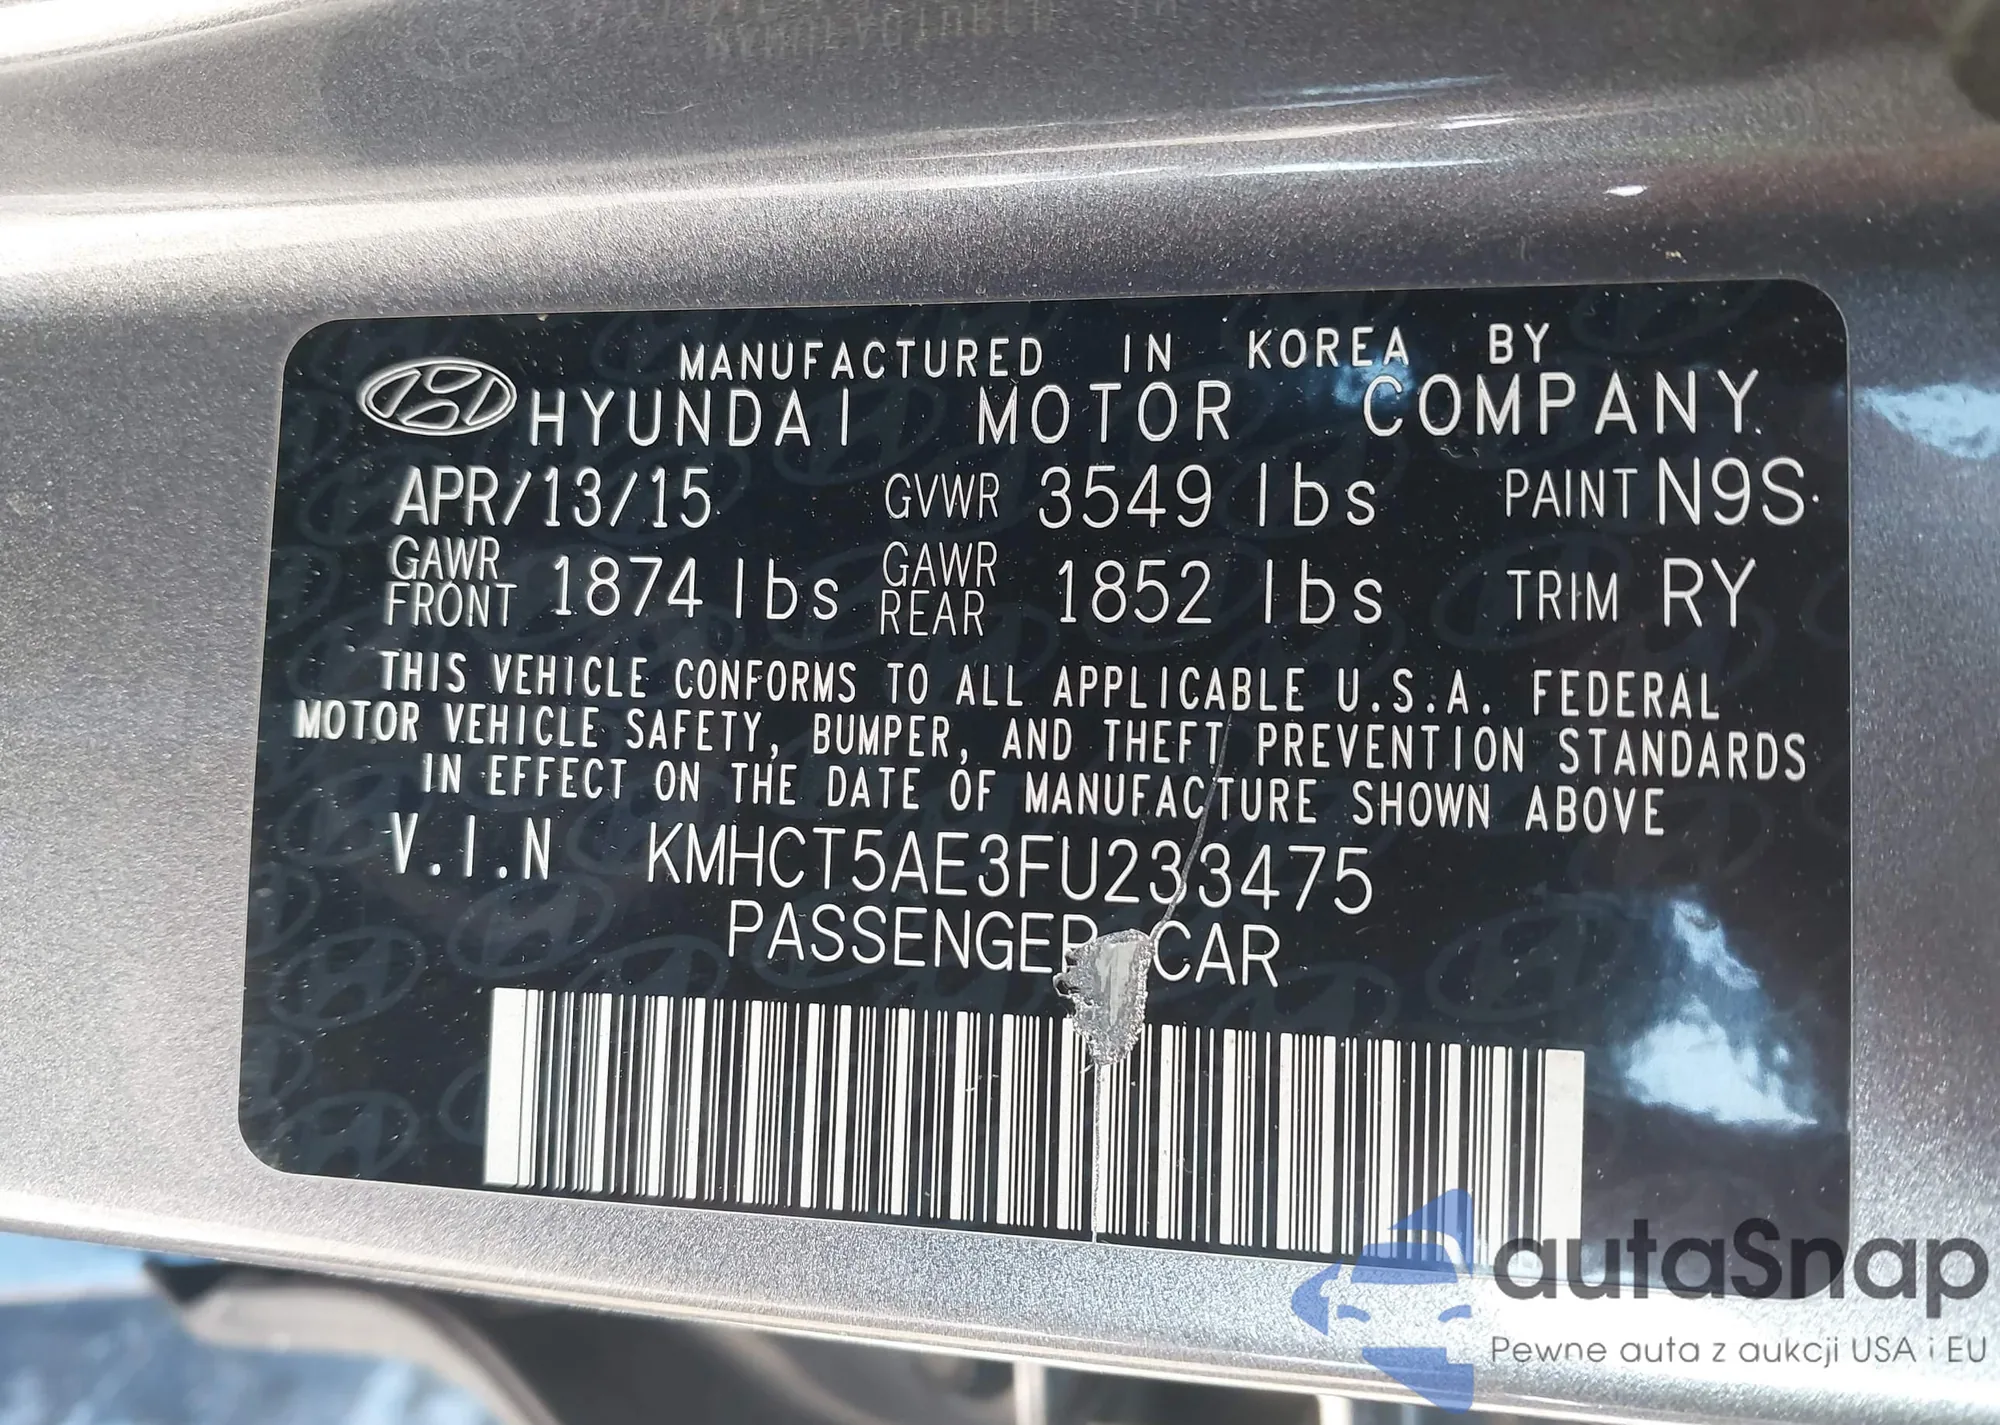 MANUFACTURED IN KOREA BY
HYUNDAI MOTOR COMPANY
APR/13/15 GVWR 3549 lbs PAINT N9S
GAWR FRONT 1874 lbs GAWR REAR 1852 lbs TRIM RY
THIS VEHICLE CONFORMS TO ALL APPLICABLE U.S.A. FEDERAL
MOTOR VEHICLE SAFETY, BUMPER, AND THEFT PREVENTION STANDARDS
IN EFFECT ON THE DATE OF MANUFACTURE SHOWN ABOVE
V.I.N KMHCT5AE3FU233475
PASSENGER CAR
autaSnap
Pewne auta z aukcji USA i EU